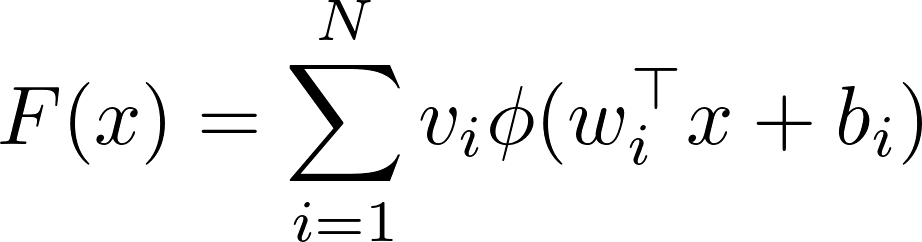 F(x) = \sum_{i=1}^{N} v_i \phi(w_i^\top x + b_i)